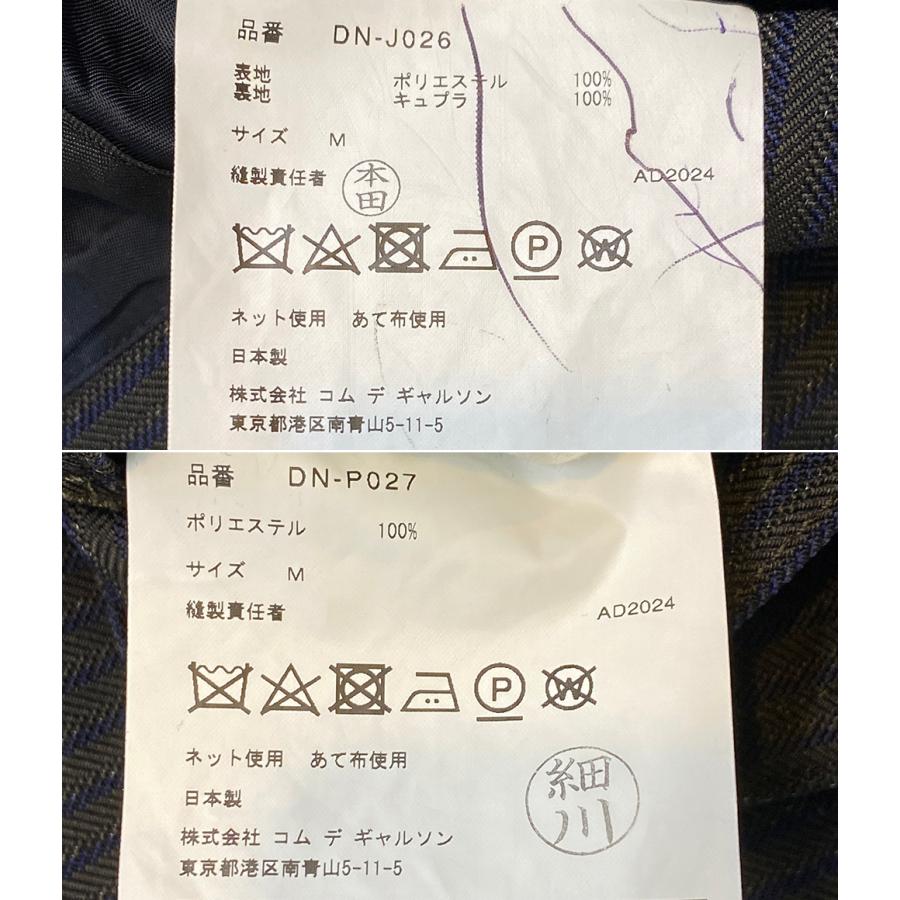 品番 DN-J026
表地 ポリエステル 100%
裏地 キュプラ 100%
サイズ M
縫製責任者 本田
AD2024
P W
ネット使用 あて布使用
日本製
株式会社 コム デ ギャルソン
東京都港区南青山5-11-5
品番 DN-P027
ポリエステル 100%
サイズ M
縫製責任者
AD2024
P W
ネット使用 あて布使用
細川
日本製
株式会社 コム デ ギャルソン
東京都港区南青山5-11-5